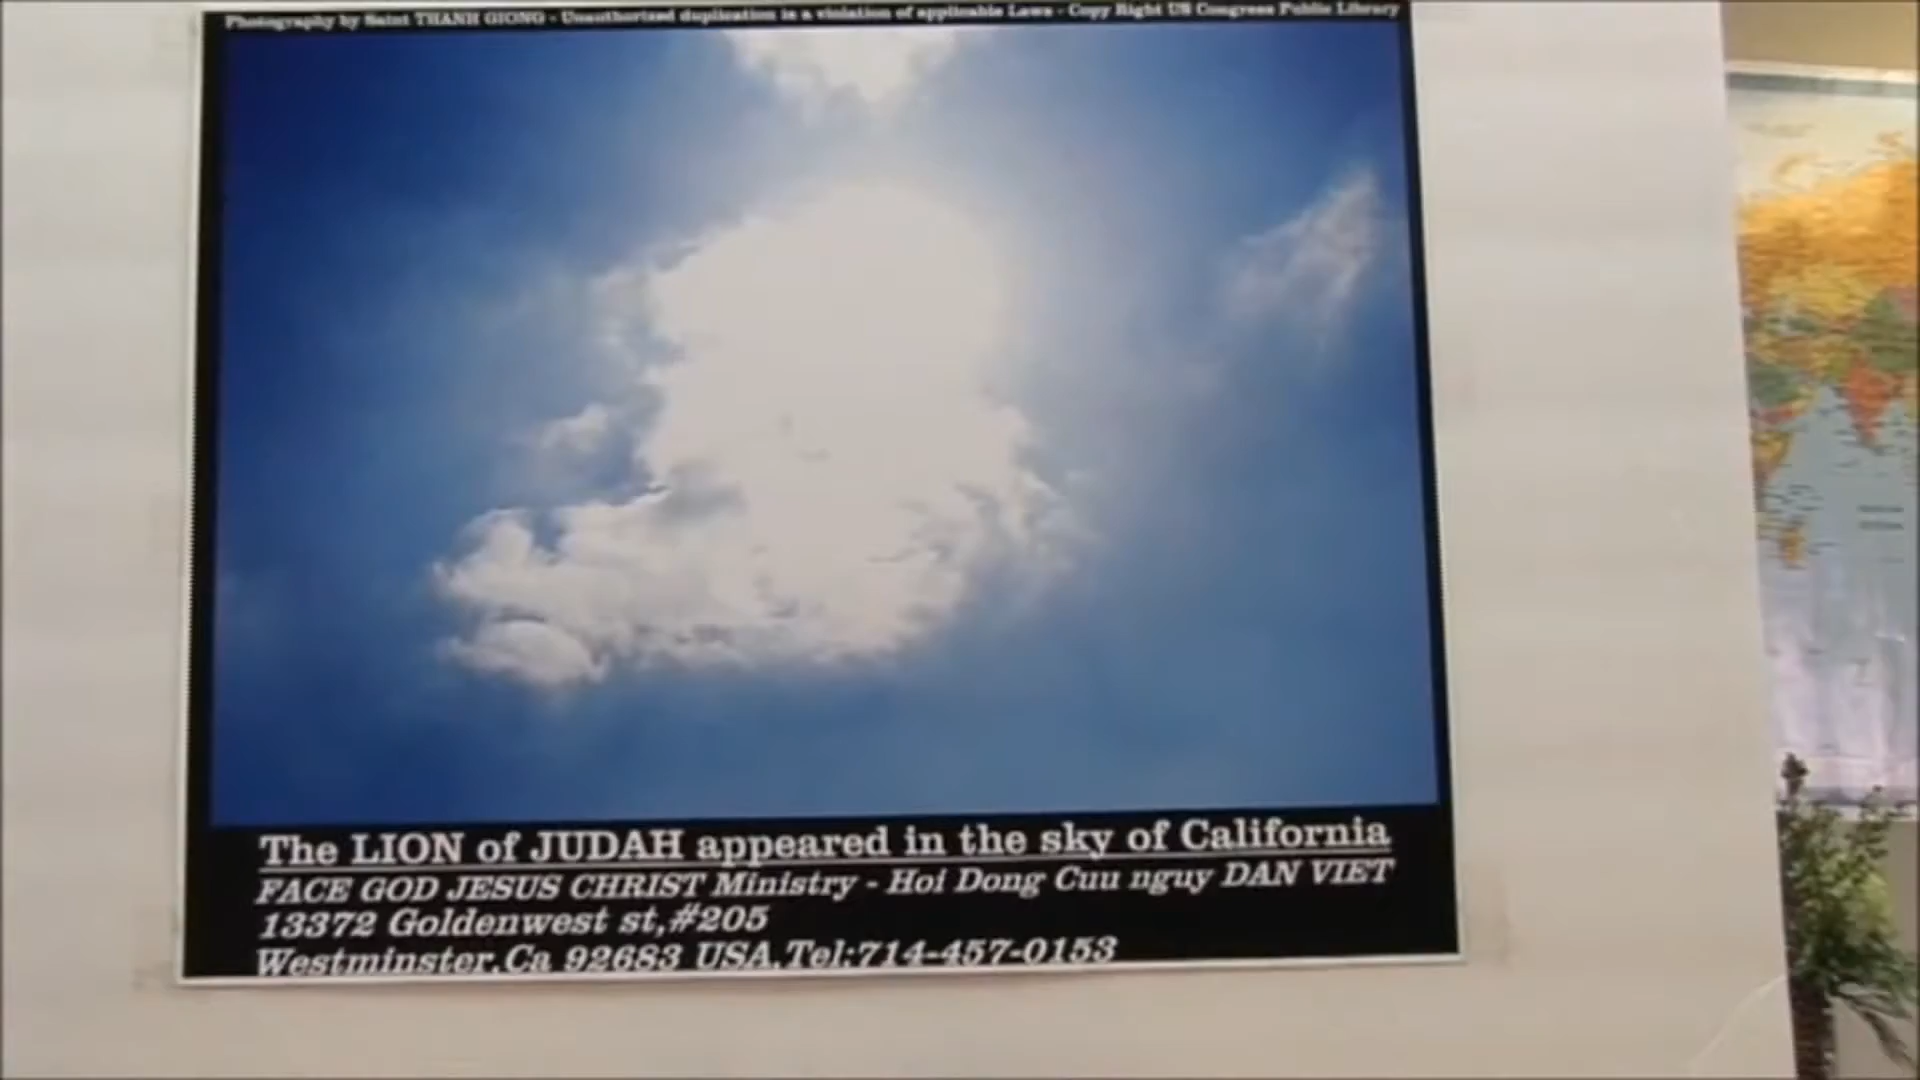 Photography by Saint THANH GIONG - Unauthorized duplication is a violation of applicable Laws - Copy Right US Congress Public Library
The LION of JUDAH appeared in the sky of California
FACE GOD JESUS CHRIST Ministry - Hoi Dong Cuu nguy DAN VIET
13372 Goldenwest st,#205
Westminster,Ca 92683 USA.Tel:714-457-0153